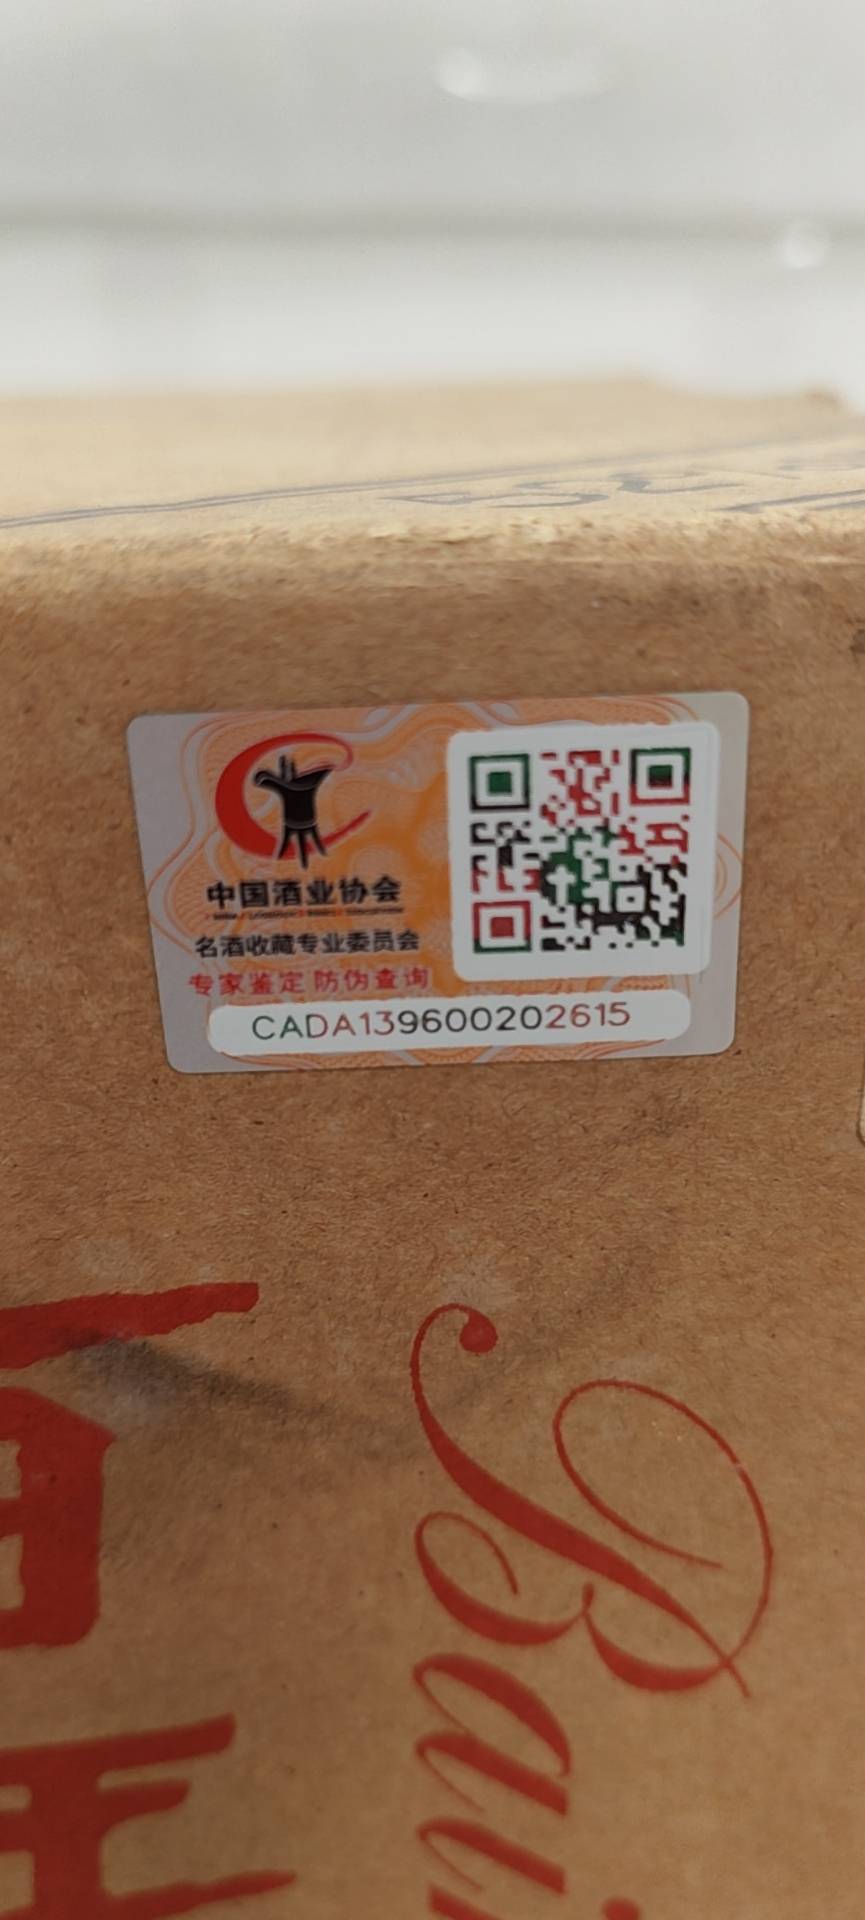 中国酒业协会
名酒收藏专业委员会
专家鉴定 防伪查询
CADA139600202615
Bai